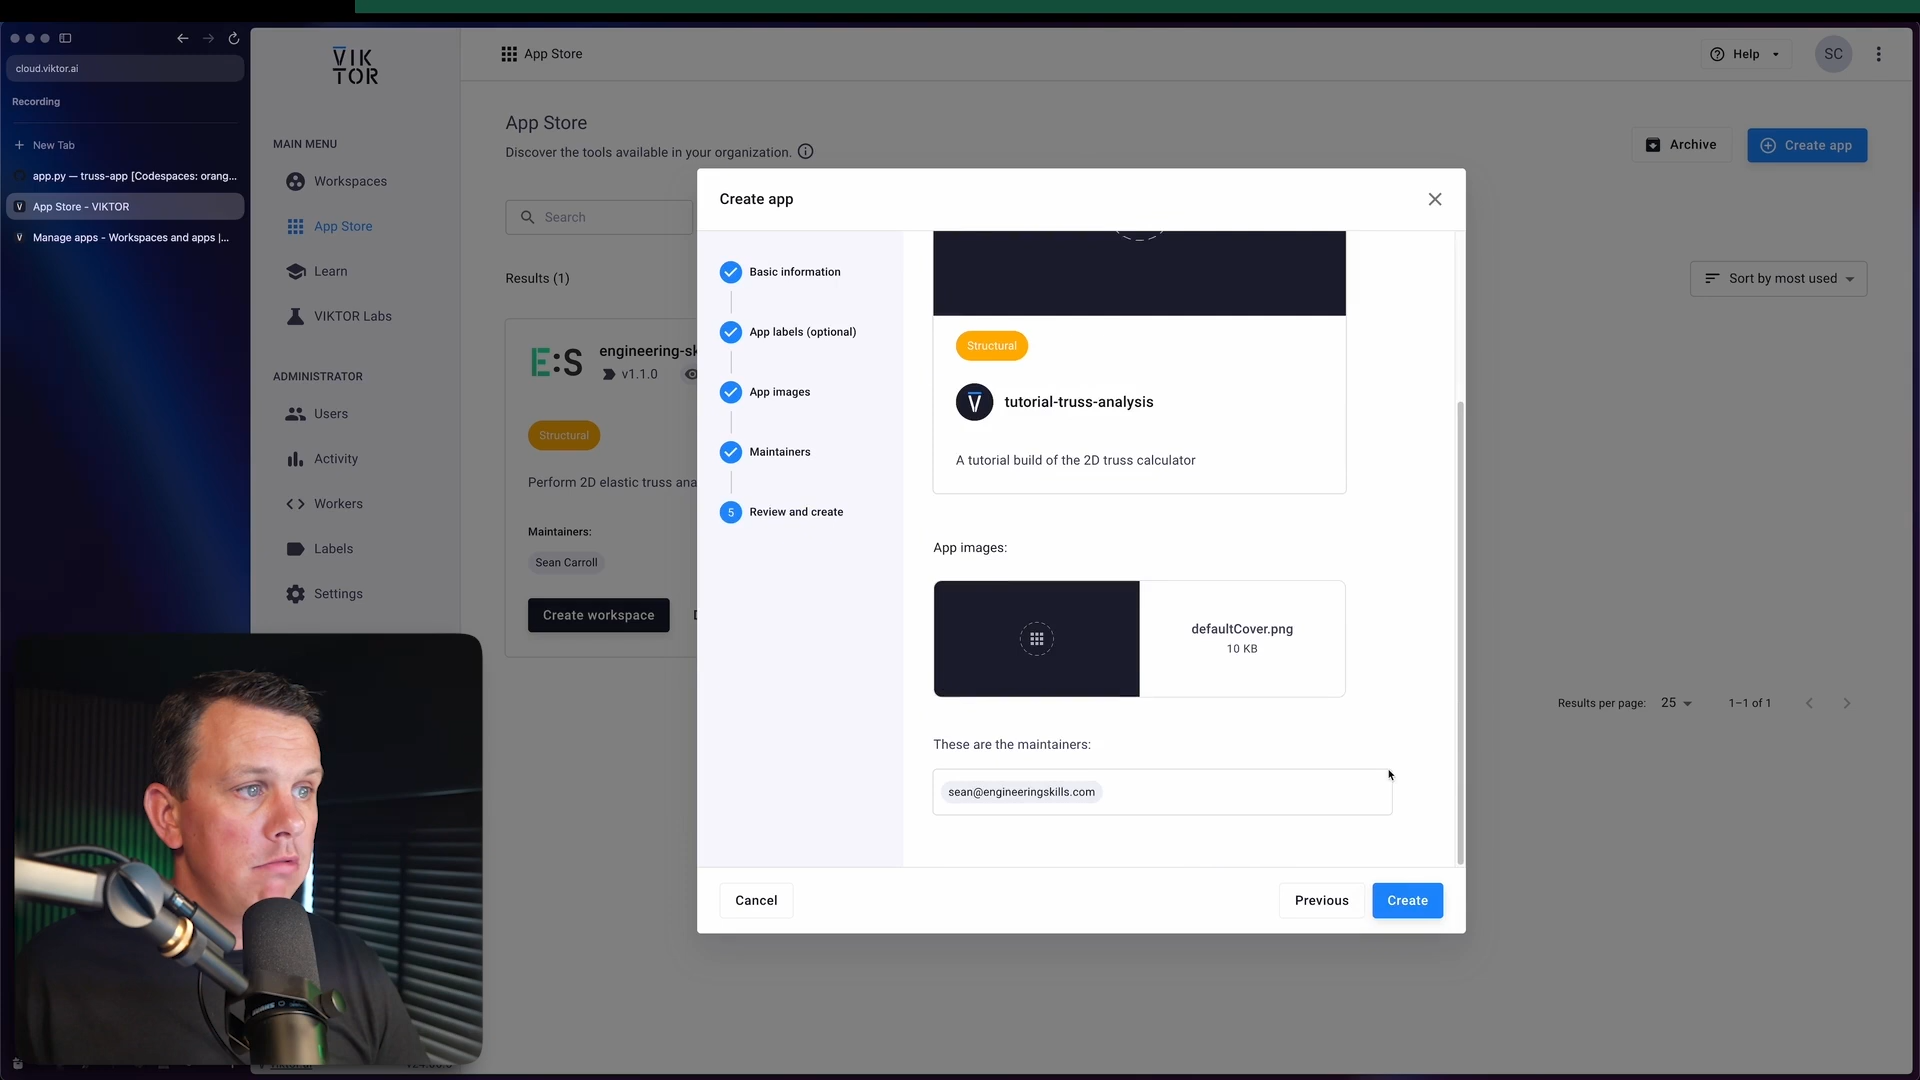 cloud.viktor.ai
Recording
New Tab
app.py — truss-app [Codespaces: orang...
App Store - VIKTOR
Manage apps - Workspaces and apps |...
VIK
TOR
MAIN MENU
Workspaces
App Store
Learn
VIKTOR Labs
ADMINISTRATOR
Users
Activity
Workers
Labels
Settings
App Store
Help
SC
App Store
Discover the tools available in your organization.
Archive
Create app
Search
Results (1)
Sort by most used
E:S
engineering-sk
v1.1.0
Structural
Perform 2D elastic truss ana
Maintainers:
Sean Carroll
Create workspace
Results per page:
25
1–1 of 1
Create app
Basic information
App labels (optional)
App images
Maintainers
5
Review and create
Structural
tutorial-truss-analysis
A tutorial build of the 2D truss calculator
App images:
defaultCover.png
10 KB
These are the maintainers:
sean@engineeringskills.com
Cancel
Previous
Create